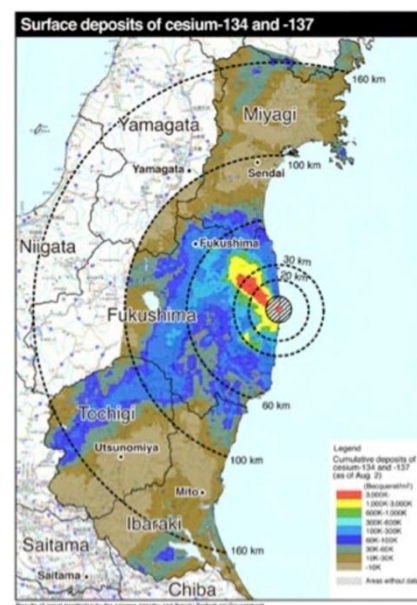 Surface deposits of cesium-134 and -137
160 km
Miyagi
Yamagata
Yamagata
100 km
Sendai
Niigata
Fukushima
30 km
20 km
Fukushima
60 km
Tochigi
Utsunomiya
100 km
Mito
Ibaraki
160 km
Saitama
Saitama
Chiba
Legend
Cumulative deposits of
cesium-134 and -137
(as of Aug. 2)
(Becquerel/m²)
3,000K-
1,000K-3,000K
600K-1,000K
300K-600K
100K-300K
60K-100K
30K-60K
10K-30K
-10K
Areas without data